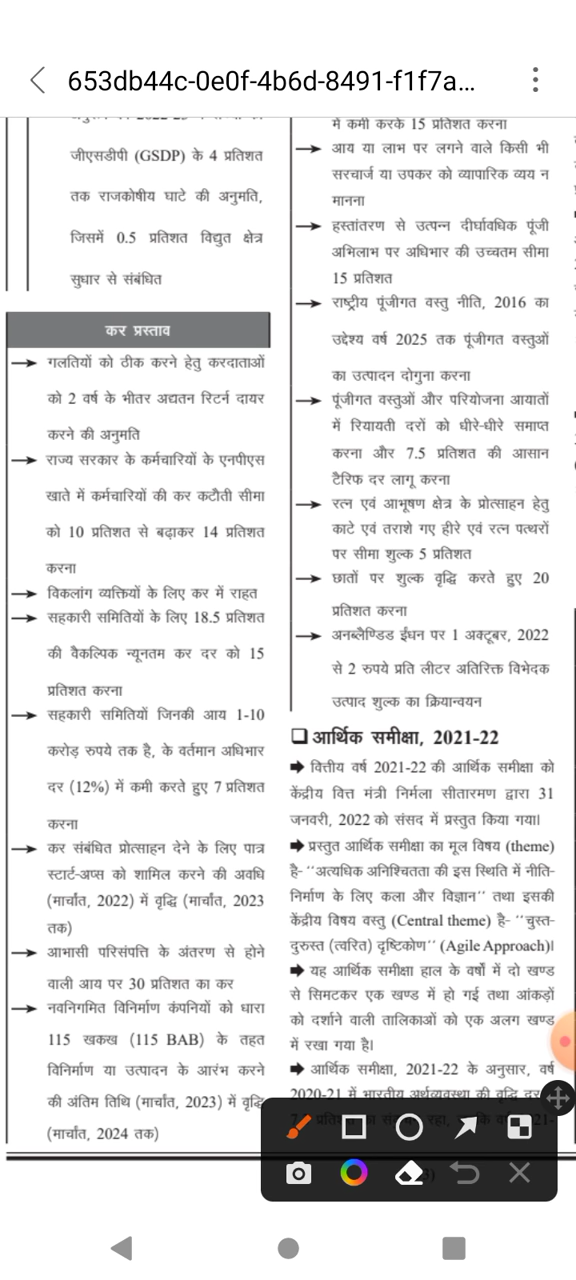 653db44c-0e0f-4b6d-8491-f1f7a...
जीएसडीपी (GSDP) के 4 प्रतिशत
तक राजकोषीय घाटे की अनुमति,
जिसमें 0.5 प्रतिशत विद्युत क्षेत्र
सुधार से संबंधित
कर प्रस्ताव
→ गलतियों को ठीक करने हेतु करदाताओं
को 2 वर्ष के भीतर अद्यतन रिटर्न दायर
करने की अनुमति
→ राज्य सरकार के कर्मचारियों के एनपीएस
खाते में कर्मचारियों की कर कटौती सीमा
को 10 प्रतिशत से बढ़ाकर 14 प्रतिशत
करना
→ विकलांग व्यक्तियों के लिए कर में राहत
→ सहकारी समितियों के लिए 18.5 प्रतिशत
की वैकल्पिक न्यूनतम कर दर को 15
प्रतिशत करना
→ सहकारी समितियों जिनकी आय 1-10
करोड़ रुपये तक है, के वर्तमान अधिभार
दर (12%) में कमी करते हुए 7 प्रतिशत
करना
→ कर संबंधित प्रोत्साहन देने के लिए पात्र
स्टार्ट-अप्स को शामिल करने की अवधि
(मार्चांत, 2022) में वृद्धि (मार्चांत, 2023
तक)
→ आभासी परिसंपत्ति के अंतरण से होने
वाली आय पर 30 प्रतिशत का कर
→ नवनिगमित विनिर्माण कंपनियों को धारा
115 खकख (115 BAB) के तहत
विनिर्माण या उत्पादन के आरंभ करने
की अंतिम तिथि (मार्चांत, 2023) में वृद्धि
(मार्चांत, 2024 तक)
में कमी करके 15 प्रतिशत करना
→ आय या लाभ पर लगने वाले किसी भी
सरचार्ज या उपकर को व्यापारिक व्यय न
मानना
→ हस्तांतरण से उत्पन्न दीर्घावधिक पूंजी
अभिलाभ पर अधिभार की उच्चतम सीमा
15 प्रतिशत
→ राष्ट्रीय पूंजीगत वस्तु नीति, 2016 का
उद्देश्य वर्ष 2025 तक पूंजीगत वस्तुओं
का उत्पादन दोगुना करना
→ पूंजीगत वस्तुओं और परियोजना आयातों
में रियायती दरों को धीरे-धीरे समाप्त
करना और 7.5 प्रतिशत की आसान
टैरिफ दर लागू करना
→ रत्न एवं आभूषण क्षेत्र के प्रोत्साहन हेतु
काटे एवं तराशे गए हीरे एवं रत्न पत्थरों
पर सीमा शुल्क 5 प्रतिशत
→ छातों पर शुल्क वृद्धि करते हुए 20
प्रतिशत करना
→ अनब्लैण्डिड ईंधन पर 1 अक्टूबर, 2022
से 2 रुपये प्रति लीटर अतिरिक्त विभेदक
उत्पाद शुल्क का क्रियान्वयन
❑ आर्थिक समीक्षा, 2021-22
➡ वित्तीय वर्ष 2021-22 की आर्थिक समीक्षा को
केंद्रीय वित्त मंत्री निर्मला सीतारमण द्वारा 31
जनवरी, 2022 को संसद में प्रस्तुत किया गया।
➡ प्रस्तुत आर्थिक समीक्षा का मूल विषय (theme)
है- ‘‘अत्यधिक अनिश्चितता की इस स्थिति में नीति-
निर्माण के लिए कला और विज्ञान’’ तथा इसकी
केंद्रीय विषय वस्तु (Central theme) है- ‘‘चुस्त-
दुरुस्त (त्वरित) दृष्टिकोण’’ (Agile Approach)।
➡ यह आर्थिक समीक्षा हाल के वर्षों में दो खण्ड
से सिमटकर एक खण्ड में हो गई तथा आंकड़ों
को दर्शाने वाली तालिकाओं को एक अलग खण्ड
में रखा गया है।
➡ आर्थिक समीक्षा, 2021-22 के अनुसार, वर्ष
2020-21 में भारतीय अर्थव्यवस्था की वृद्धि दर